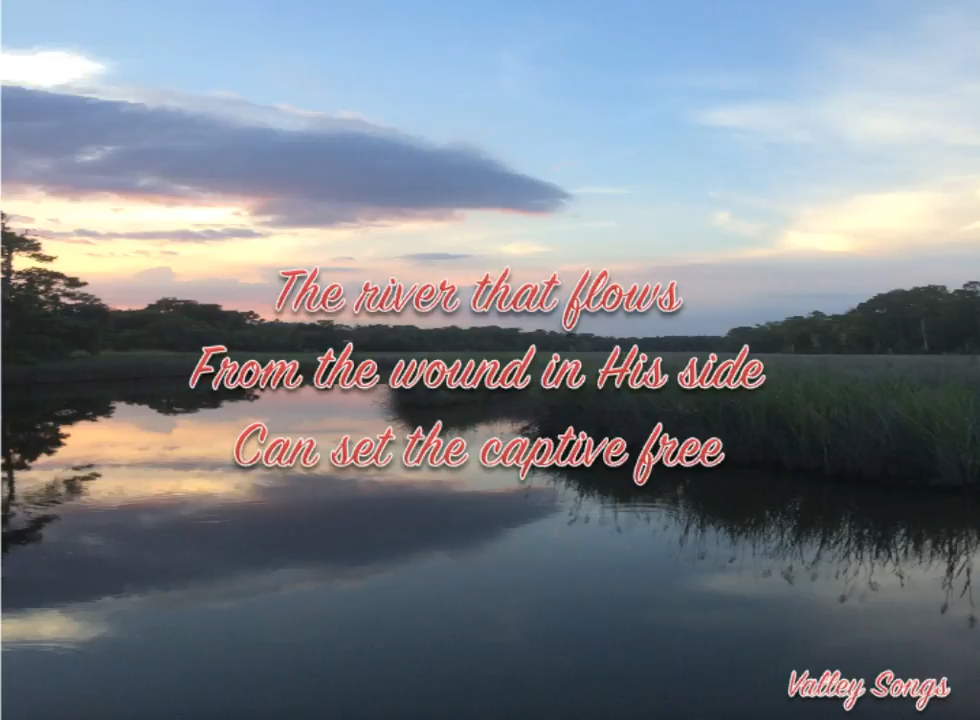 The river that flows
From the wound in His side
Can set the captive free
Valley Songs